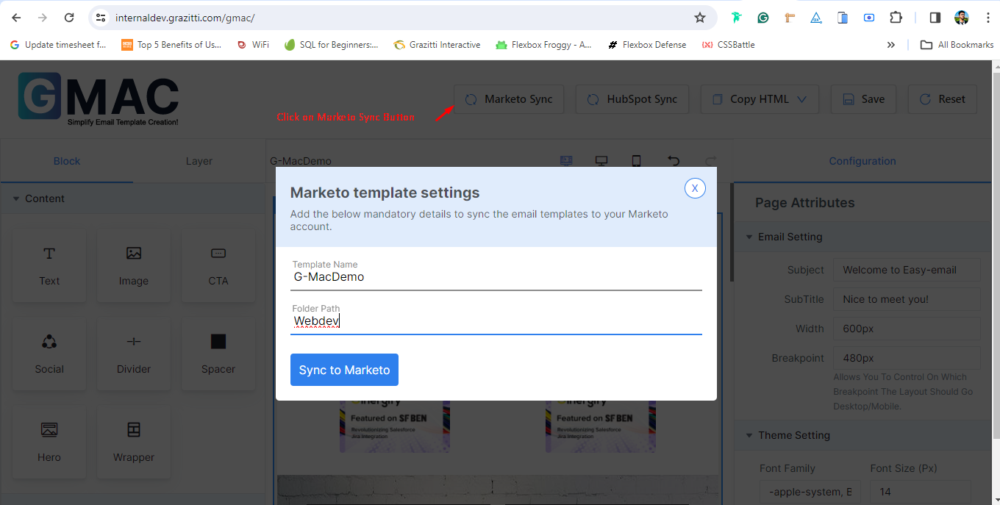 internaldev.grazitti.com/gmac/
Update timesheet f...
Top 5 Benefits of Us...
WiFi
SQL for Beginners:...
Grazitti Interactive
Flexbox Froggy - A...
Flexbox Defense
CSSBattle
All Bookmarks
GMAC
Simplify Email Template Creation!
Click on Marketo Sync Button
Marketo Sync
HubSpot Sync
Copy HTML
Save
Reset
Block
Layer
G-MacDemo
Configuration
Content
Text
Image
CTA
Social
Divider
Spacer
Hero
Wrapper
Marketo template settings
X
Add the below mandatory details to sync the email templates to your Marketo
account.
Template Name
G-MacDemo
Folder Path
Webdev
Sync to Marketo
Featured on SFBEN
Revolutionizing Salesforce
Jira Integration
Featured on SFBEN
Revolutionizing Salesforce
Jira Integration
Page Attributes
Email Setting
Subject
Welcome to Easy-email
SubTitle
Nice to meet you!
Width
600px
Breakpoint
480px
Allows You To Control On Which
Breakpoint The Layout Should Go
Desktop/Mobile.
Theme Setting
Font Family
Font Size (Px)
-apple-system, B
14